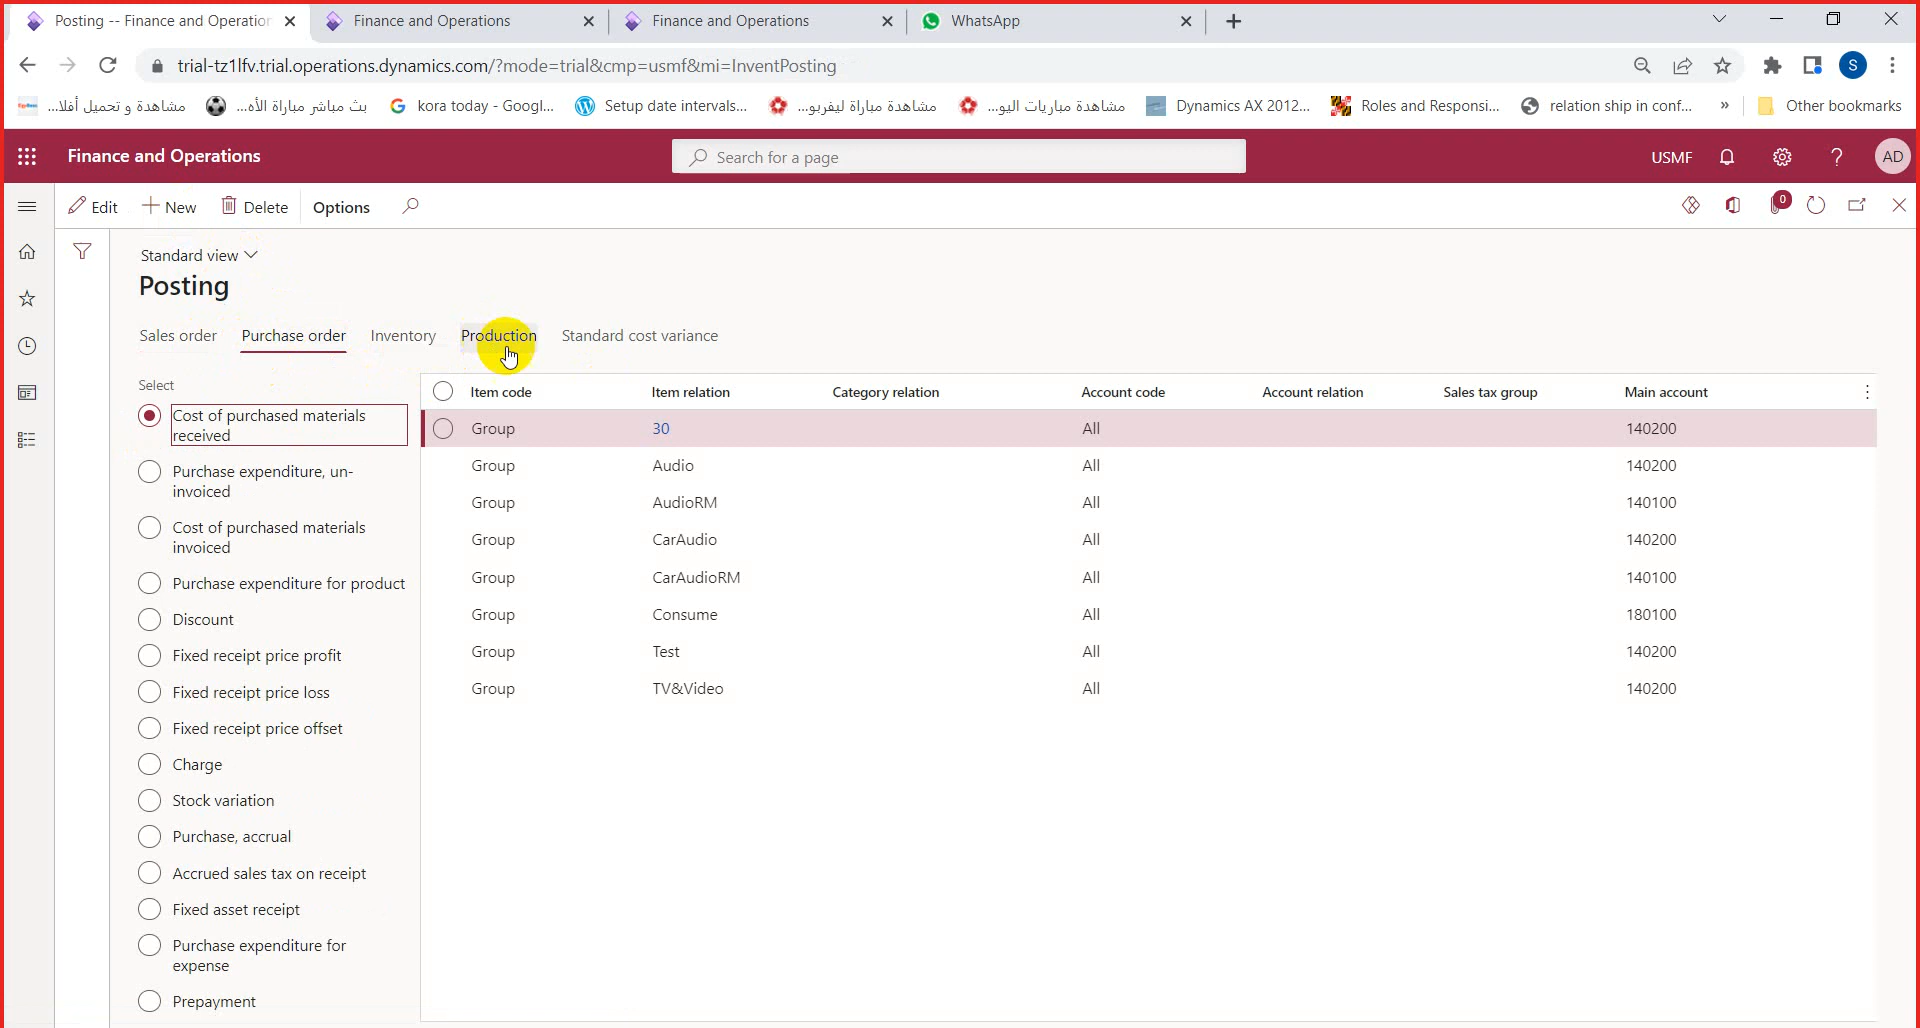 Posting -- Finance and Operation
Finance and Operations
Finance and Operations
WhatsApp
trial-tz1lfv.trial.operations.dynamics.com/?mode=trial&cmp=usmf&mi=InventPosting
S
مشاهدة و تحميل أفلا...
بث مباشر مباراة الأه...
kora today - Googl...
Setup date intervals...
مشاهدة مباراة ليفربو...
مشاهدة مباريات اليو...
Dynamics AX 2012...
Roles and Responsi...
relation ship in conf...
»
Other bookmarks
Finance and Operations
Search for a page
USMF
?
AD
Edit
New
Delete
Options
0
Standard view
Posting
Sales order
Purchase order
Inventory
Production
Standard cost variance
Select
Cost of purchased materials
received
Purchase expenditure, un-
invoiced
Cost of purchased materials
invoiced
Purchase expenditure for product
Discount
Fixed receipt price profit
Fixed receipt price loss
Fixed receipt price offset
Charge
Stock variation
Purchase, accrual
Accrued sales tax on receipt
Fixed asset receipt
Purchase expenditure for
expense
Prepayment
Item code Item relation Category relation Account code Account relation Sales tax group Main account
Group 30 All 140200
Group Audio All 140200
Group AudioRM All 140100
Group CarAudio All 140200
Group CarAudioRM All 140100
Group Consume All 180100
Group Test All 140200
Group TV&Video All 140200